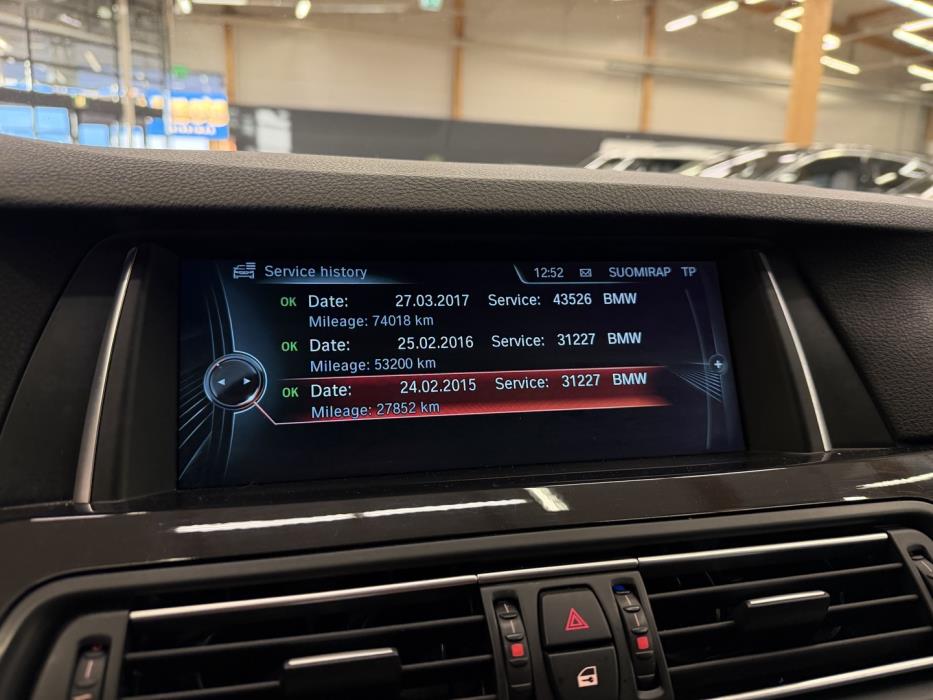 Service history
12:52 SUOMIRAP TP
OK Date: 27.03.2017 Service: 43526 BMW
Mileage: 74018 km
OK Date: 25.02.2016 Service: 31227 BMW
Mileage: 53200 km
OK Date: 24.02.2015 Service: 31227 BMW
Mileage: 27852 km